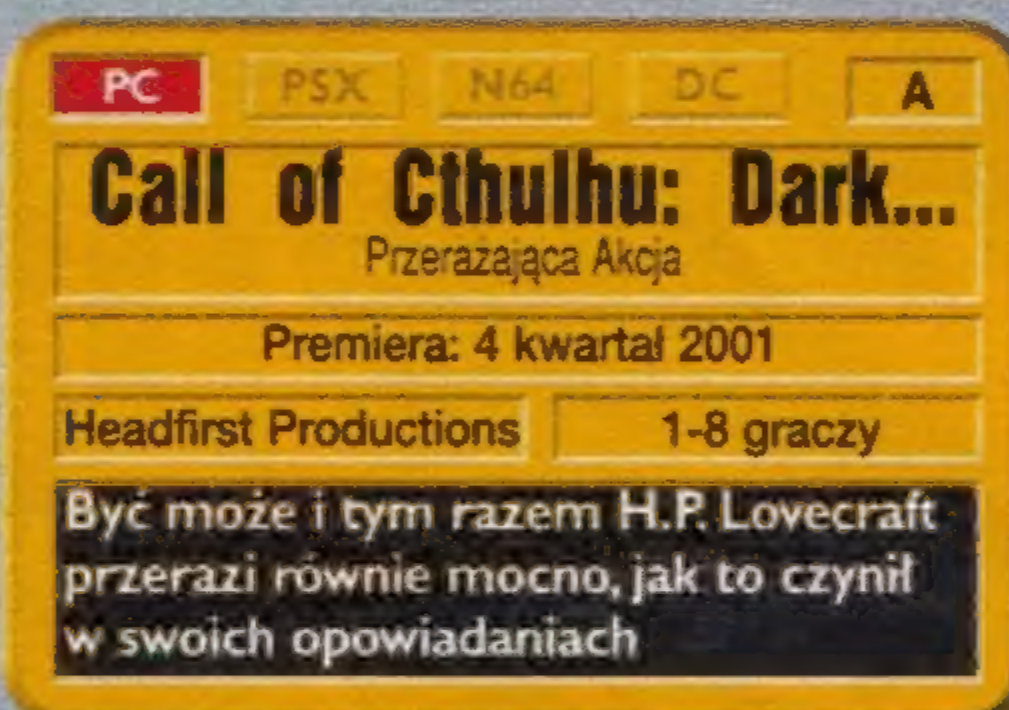 PC PSX N64 DC A
Call of Cthulhu: Dark...
Przerażająca Akcja
Premiera: 4 kwartał 2001
Headfirst Productions 1-8 graczy
Być może i tym razem H.P. Lovecraft
przerazi równie mocno, jak to czynił
w swoich opowiadaniach